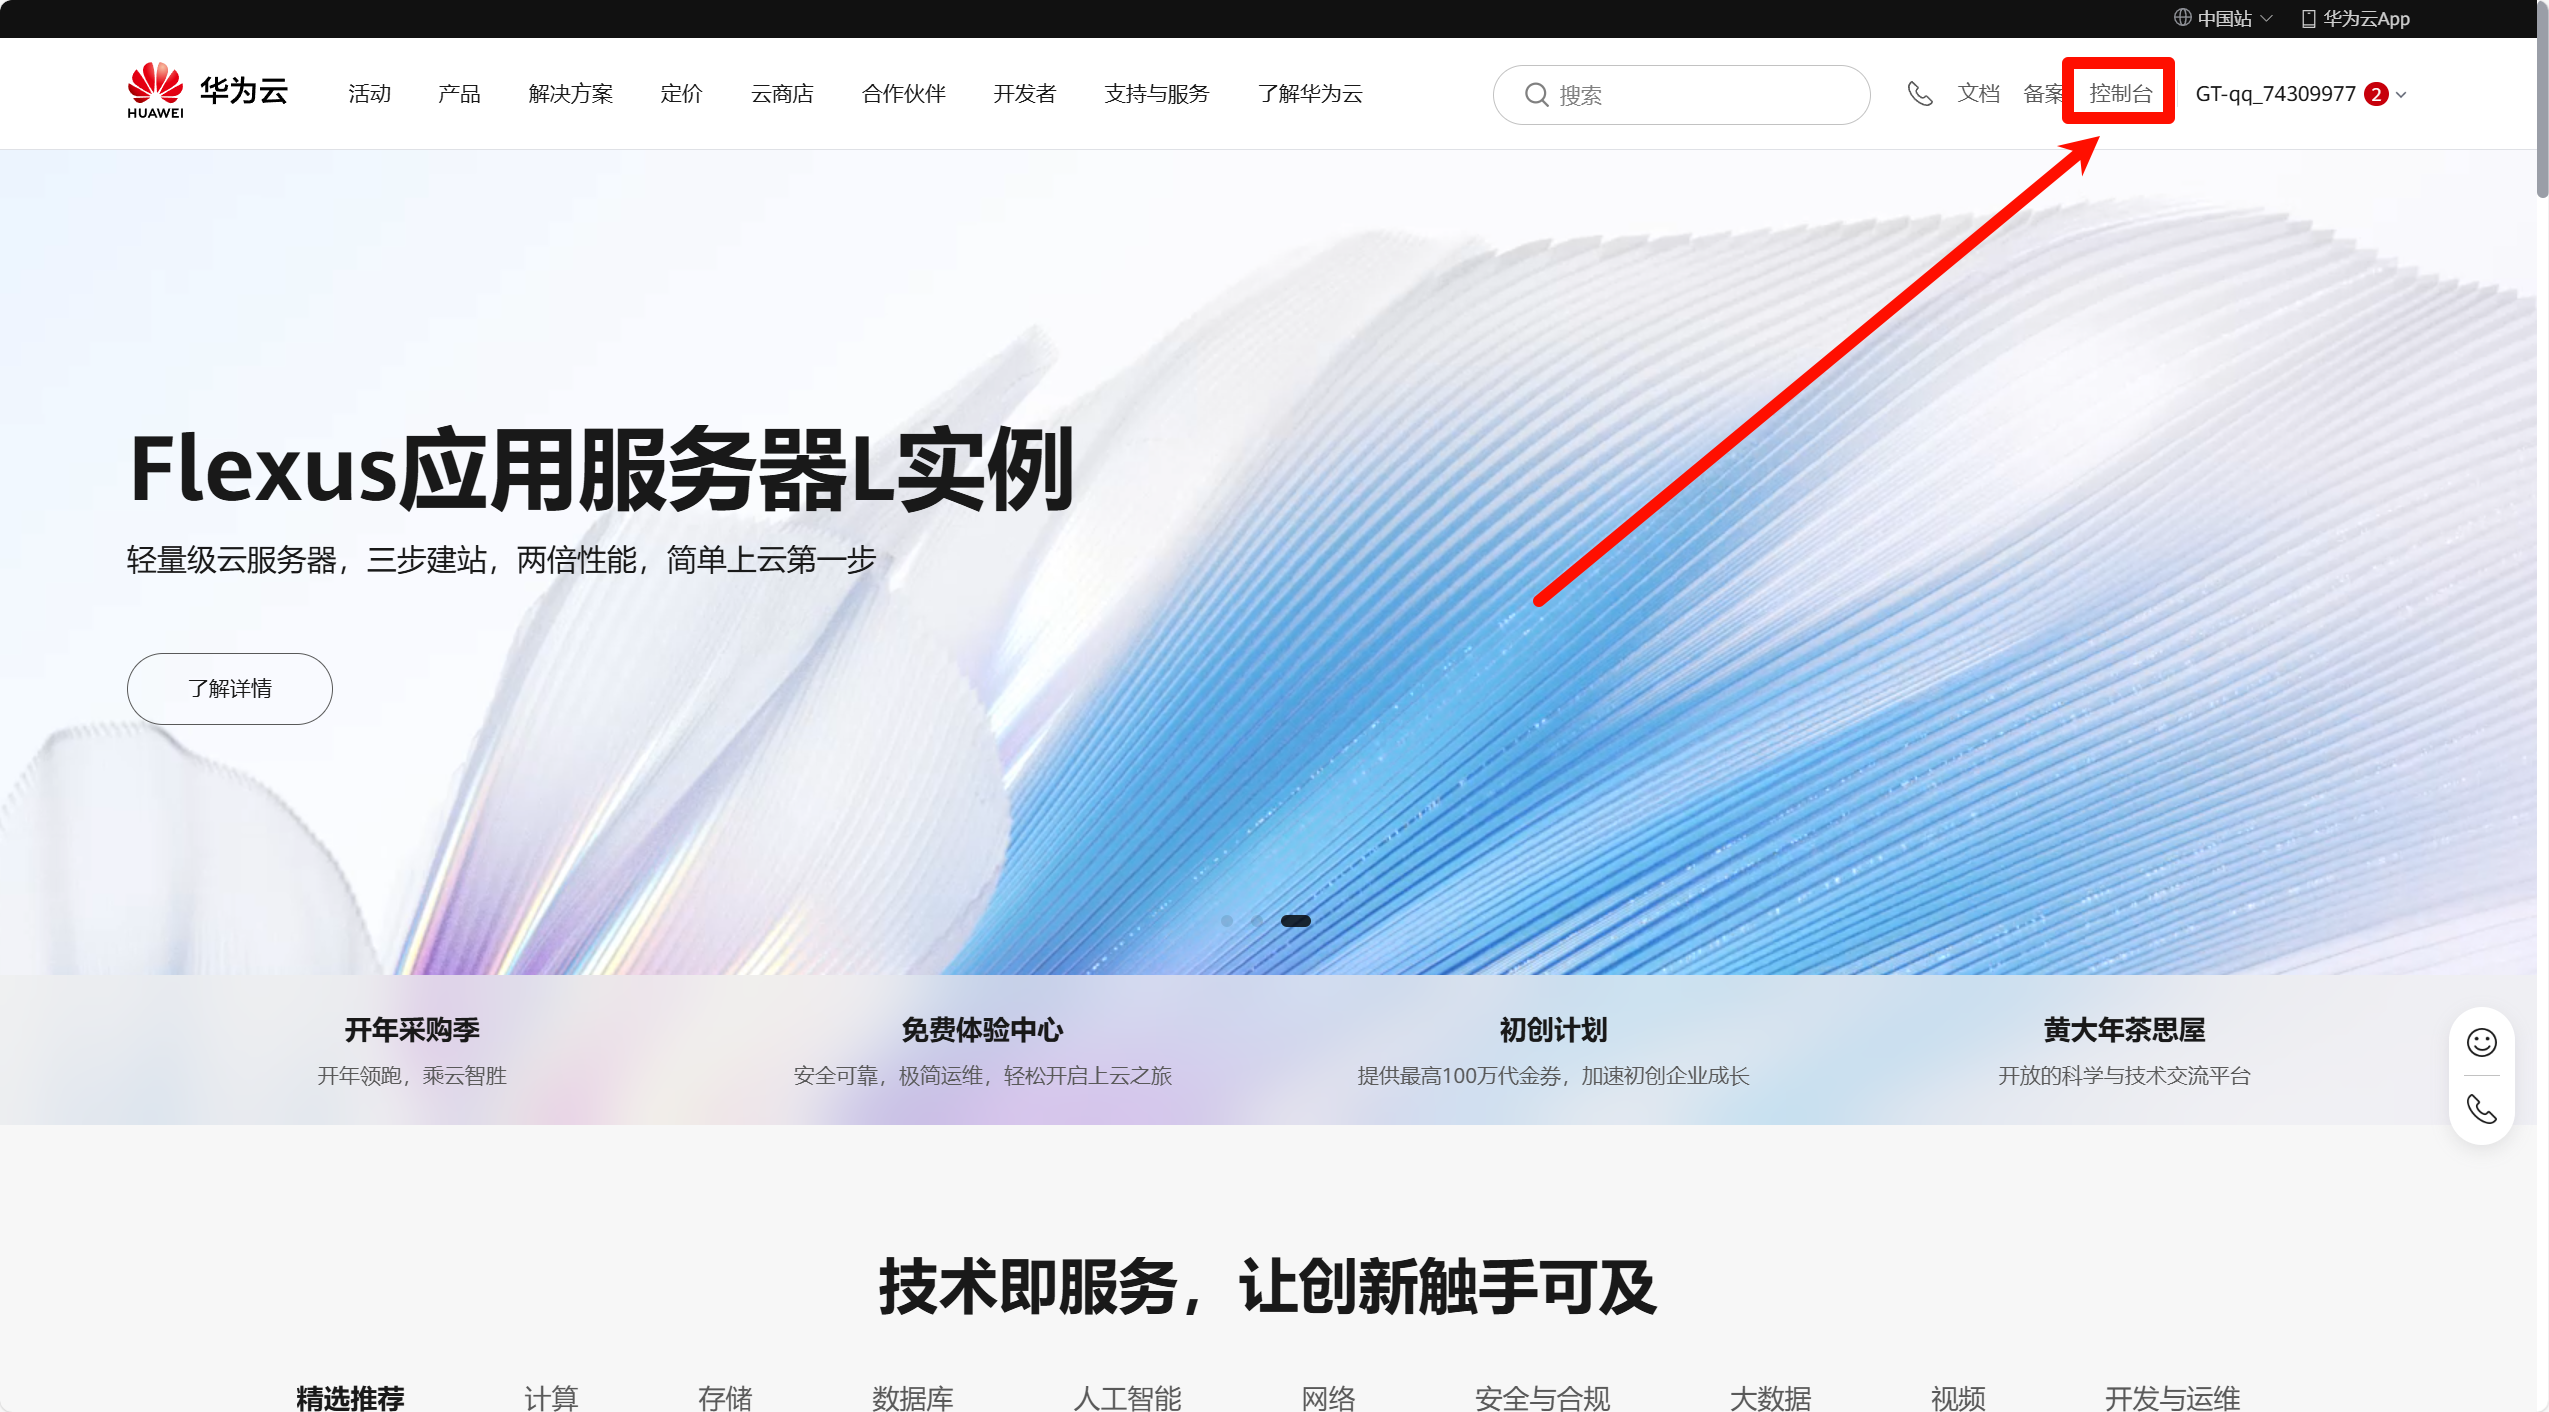 中国站 华为云App
HUAWEI 华为云 活动 产品 解决方案 定价 云商店 合作伙伴 开发者 支持与服务 了解华为云 搜索 文档 备案 控制台 GT-qq_74309977 2
Flexus应用服务器L实例
轻量级云服务器，三步建站，两倍性能，简单上云第一步
了解详情
开年采购季 免费体验中心 初创计划 黄大年茶思屋
开年领跑，乘云智胜 安全可靠，极简运维，轻松开启上云之旅 提供最高100万代金券，加速初创企业成长 开放的科学与技术交流平台
技术即服务，让创新触手可及
精选推荐 计算 存储 数据库 人工智能 网络 安全与合规 大数据 视频 开发与运维